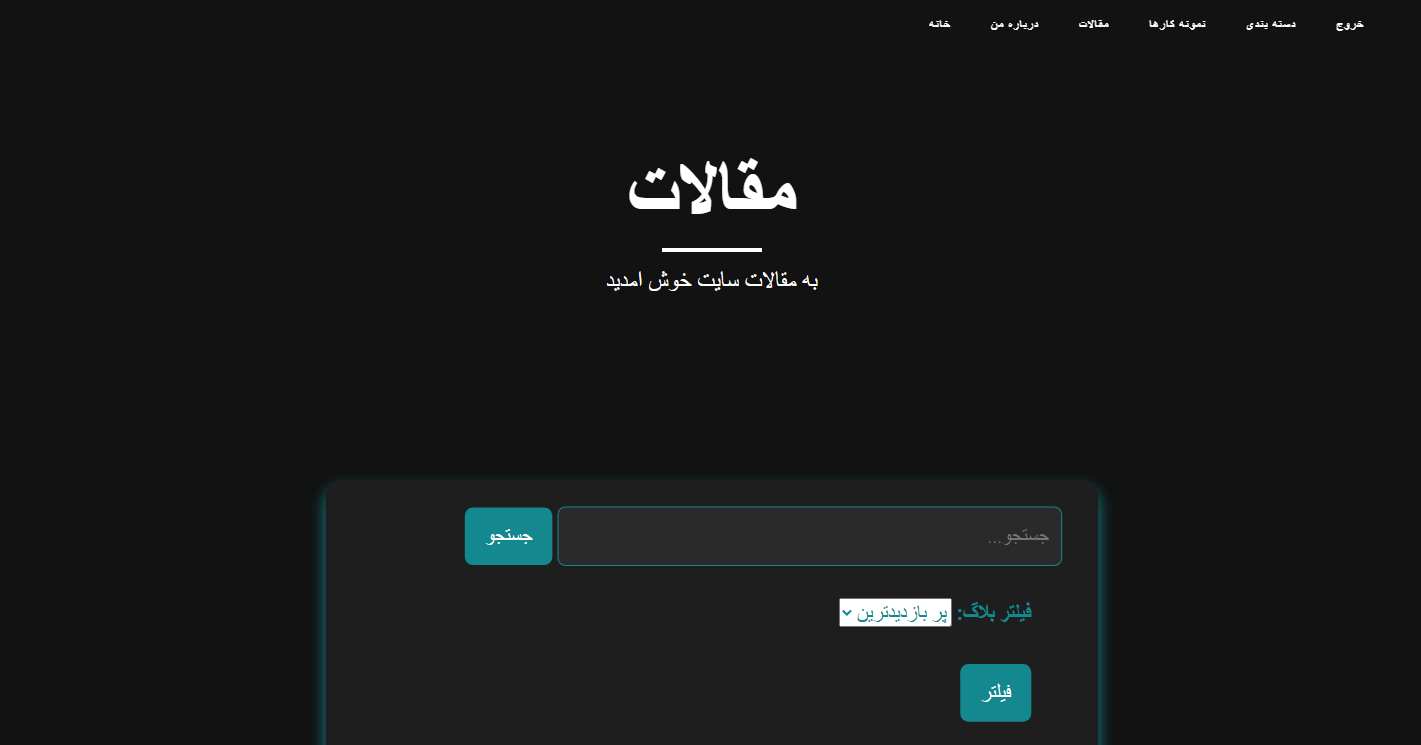 خروج دسته بندی نمونه کارها مقالات درباره من خانه
مقالات
به مقالات سایت خوش امدید
جستجو... جستجو
فیلتر بلاگ: پر بازدیدترین
فیلتر